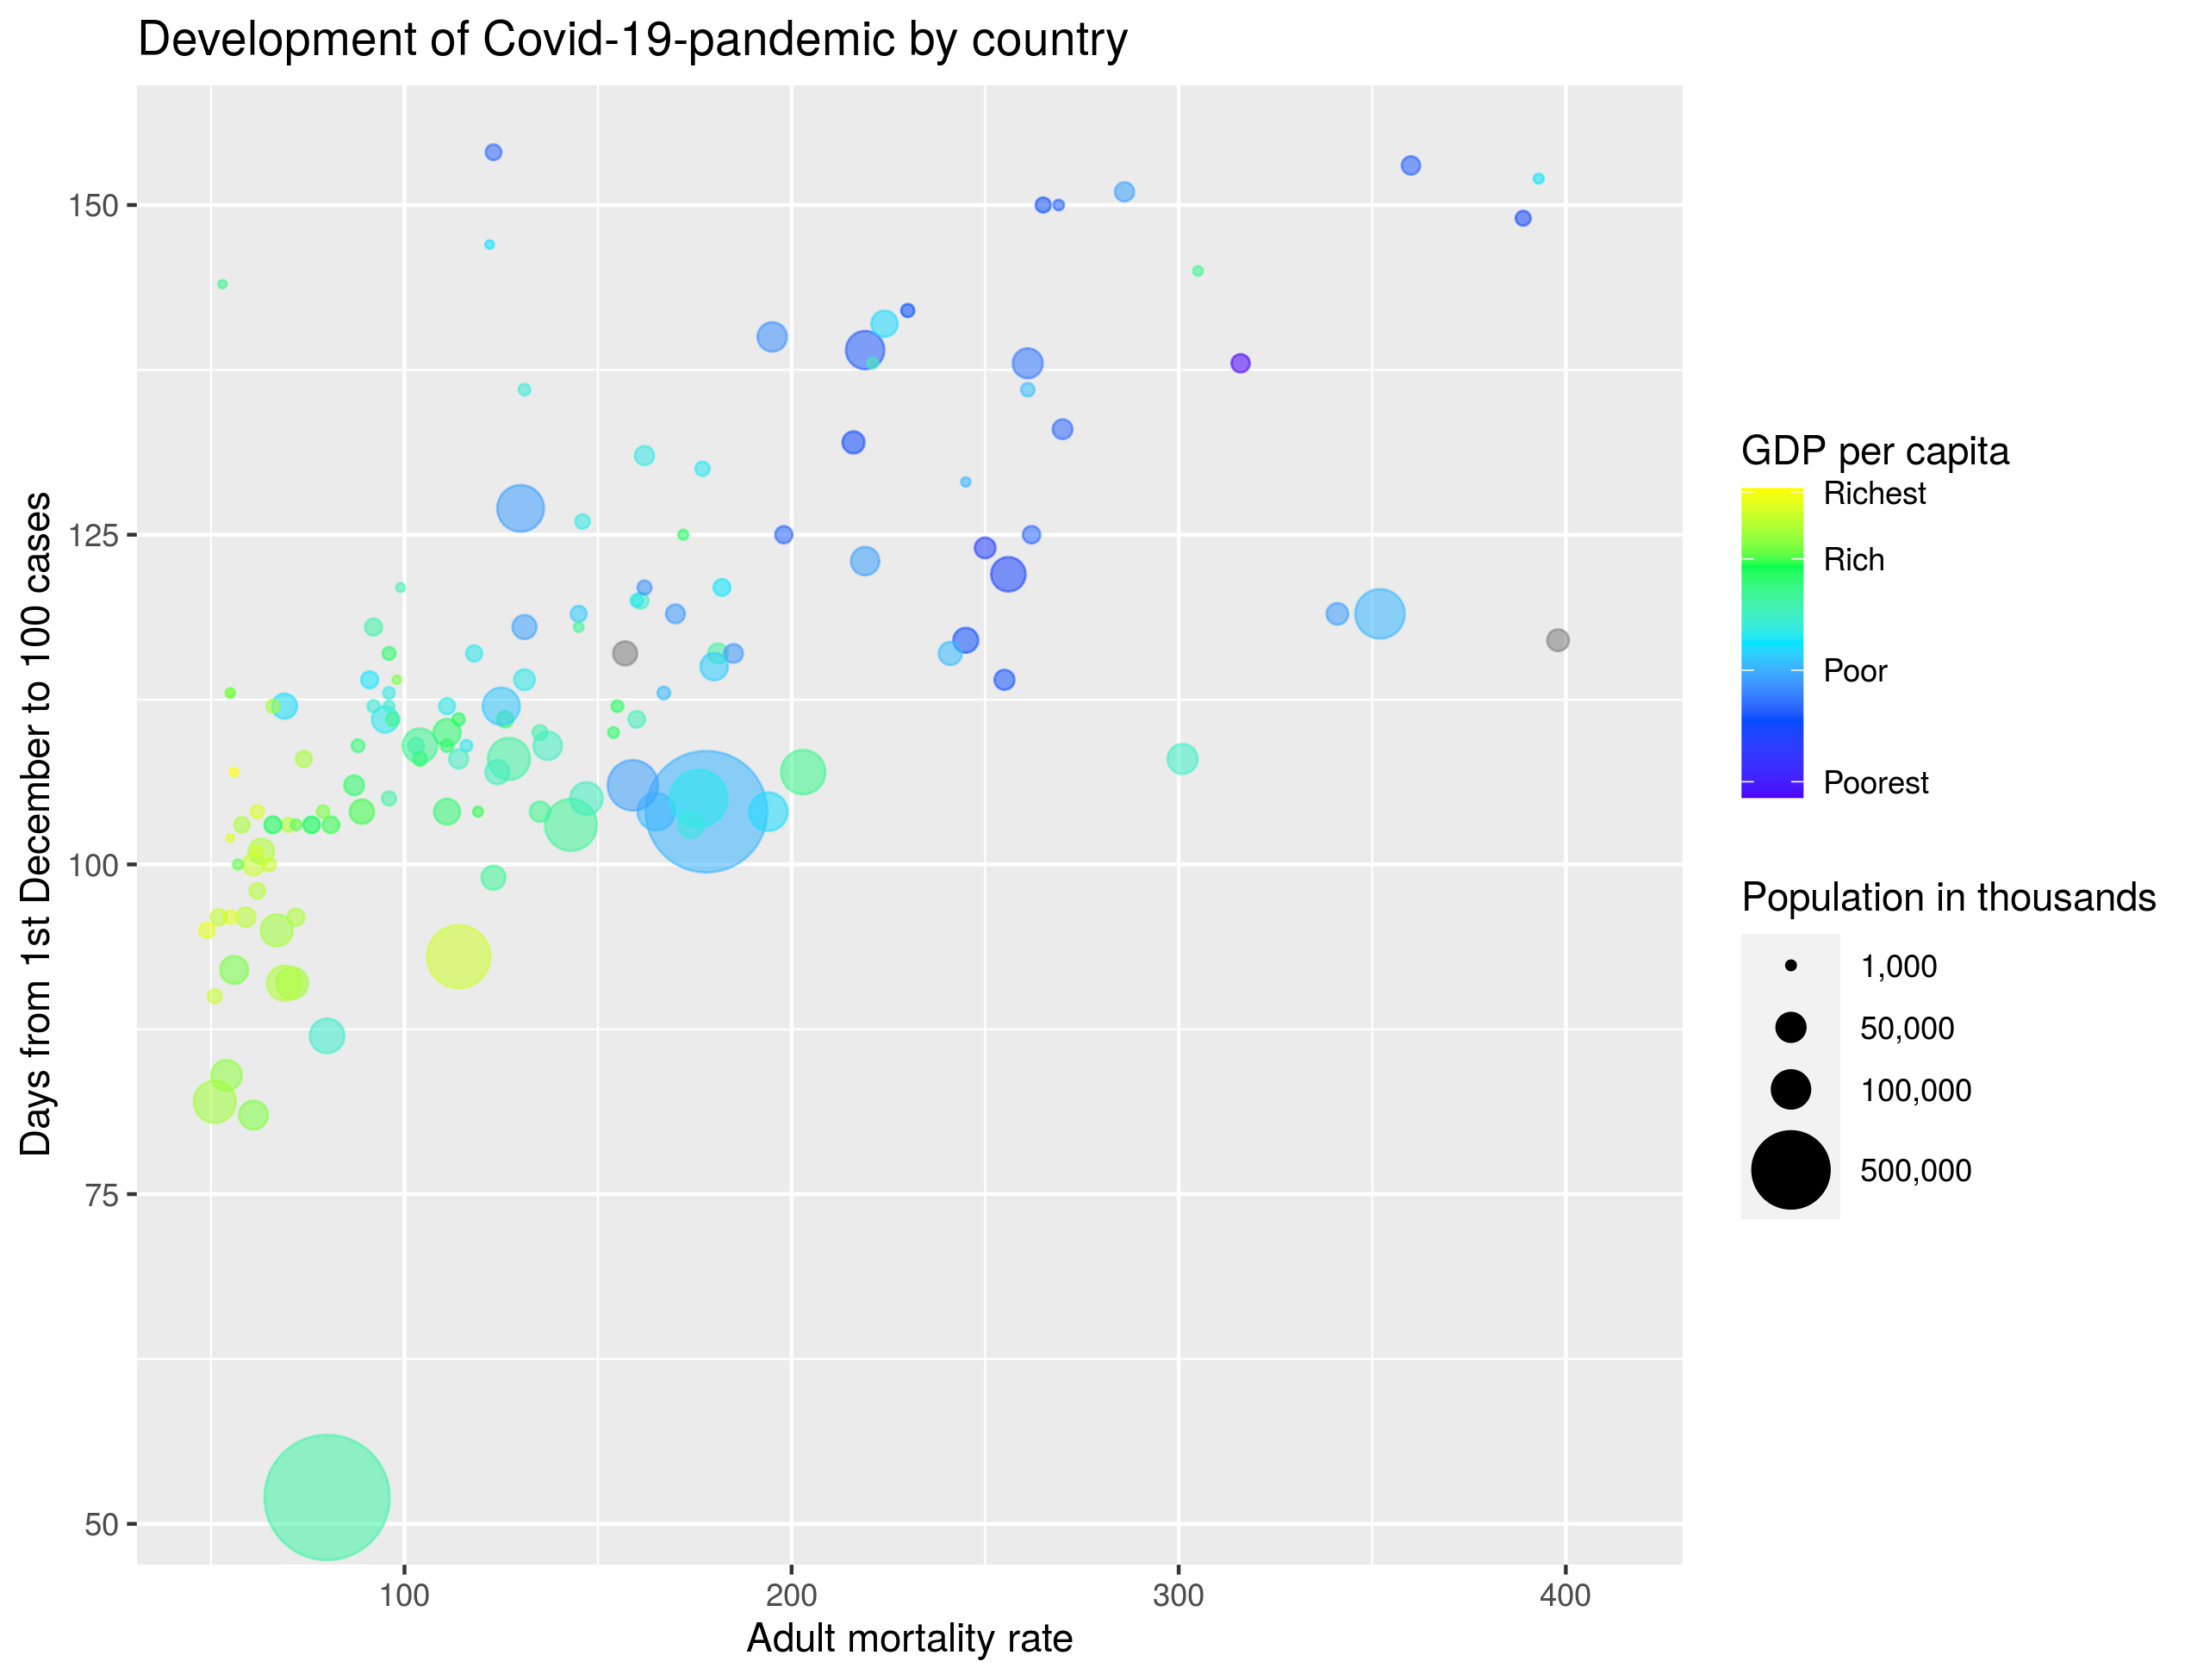 Development of Covid-19-pandemic by country
Days from 1st December to 100 cases
150
125
100
75
50
100
200
300
400
Adult mortality rate
GDP per capita
Richest
Rich
Poor
Poorest
Population in thousands
1,000
50,000
100,000
500,000